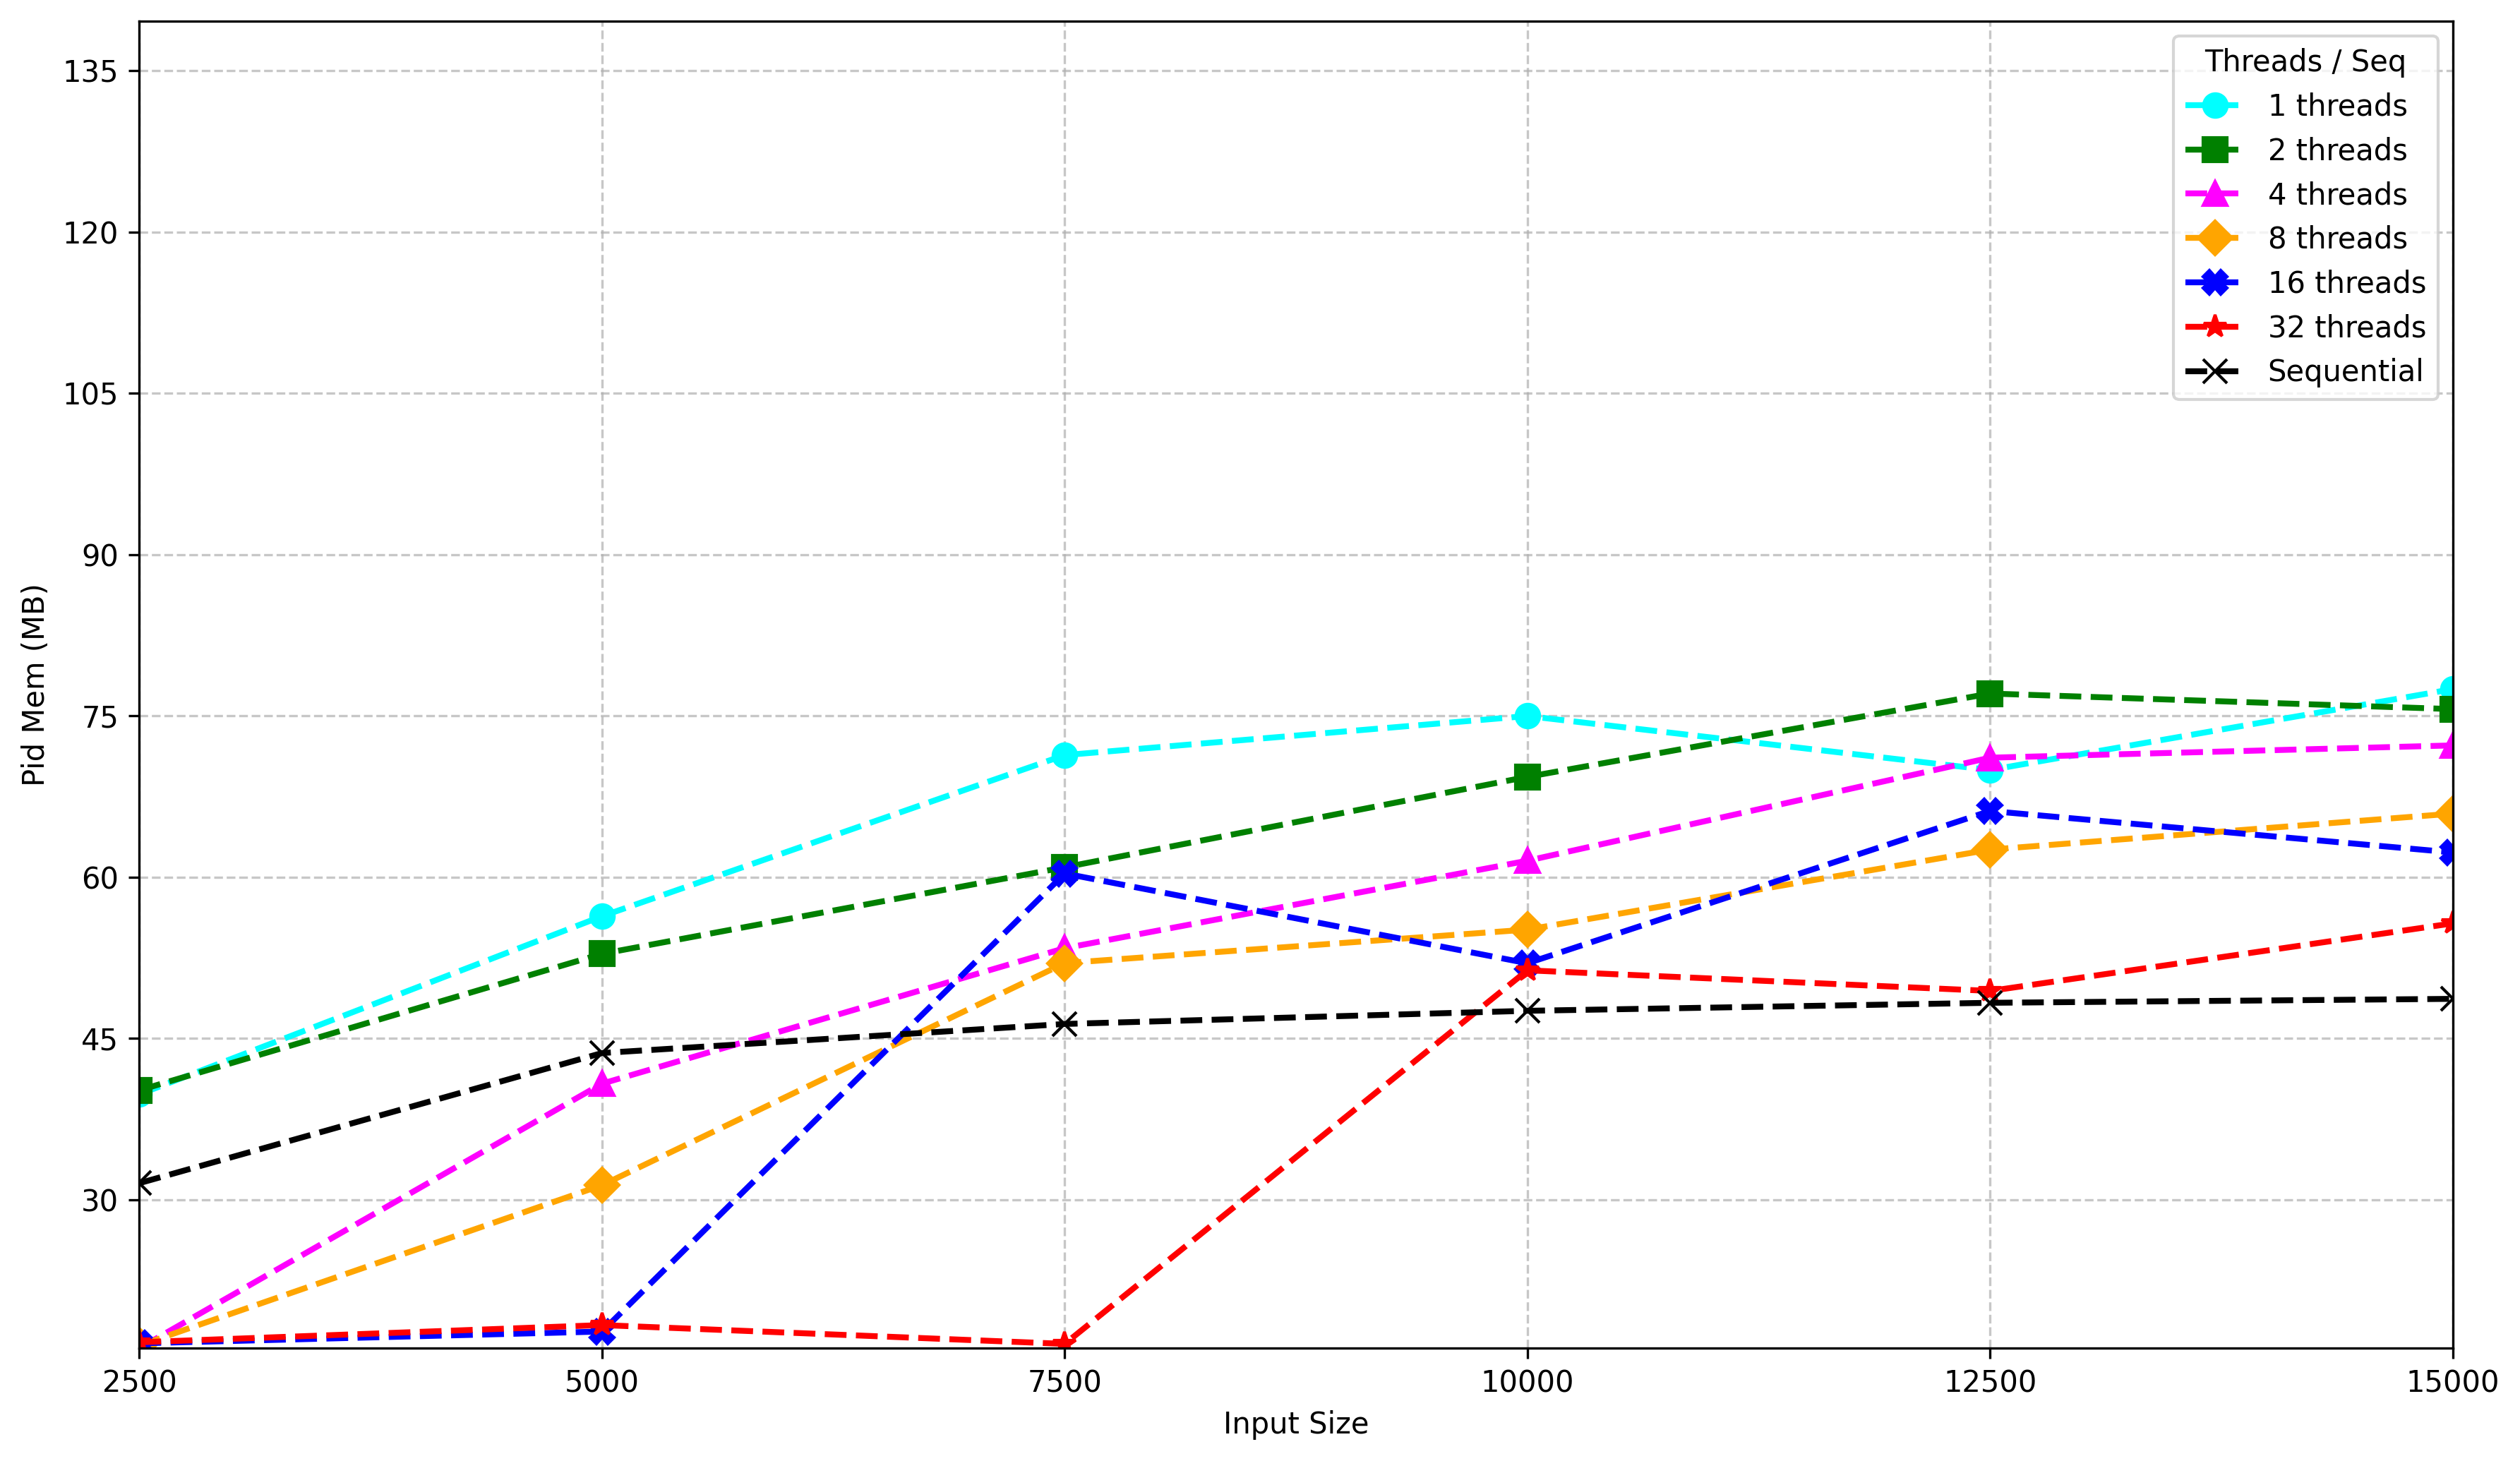 Threads / Seq
1 threads
2 threads
4 threads
8 threads
16 threads
32 threads
Sequential
135
120
105
90
75
60
45
30
Pid Mem (MB)
2500 5000 7500 10000 12500 15000
Input Size